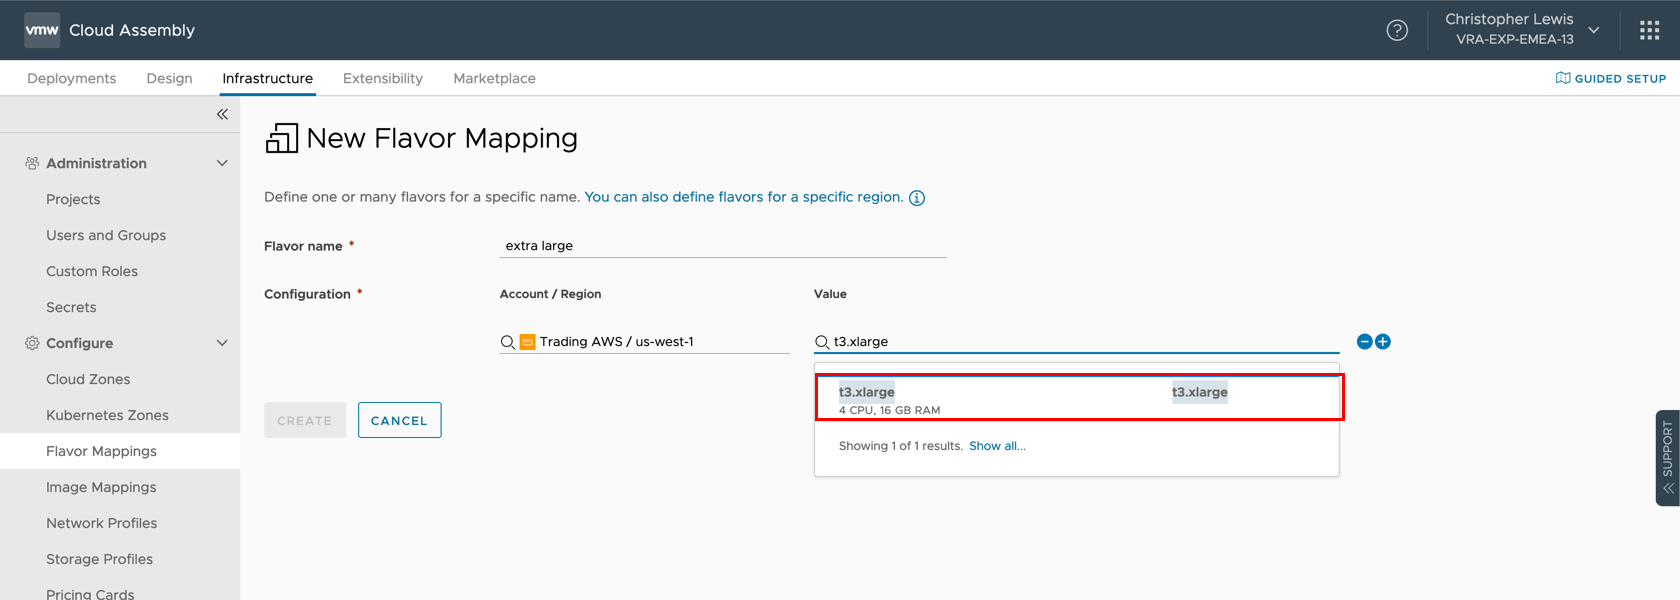 vmw Cloud Assembly
Christopher Lewis
VRA-EXP-EMEA-13
Deployments Design Infrastructure Extensibility Marketplace
GUIDED SETUP
Administration
Projects
Users and Groups
Custom Roles
Secrets
Configure
Cloud Zones
Kubernetes Zones
Flavor Mappings
Image Mappings
Network Profiles
Storage Profiles
Pricing Cards
New Flavor Mapping
Define one or many flavors for a specific name. You can also define flavors for a specific region.
Flavor name * extra large
Configuration * Account / Region Value
Trading AWS / us-west-1 t3.xlarge
t3.xlarge t3.xlarge
4 CPU, 16 GB RAM
Showing 1 of 1 results. Show all...
CREATE CANCEL
SUPPORT